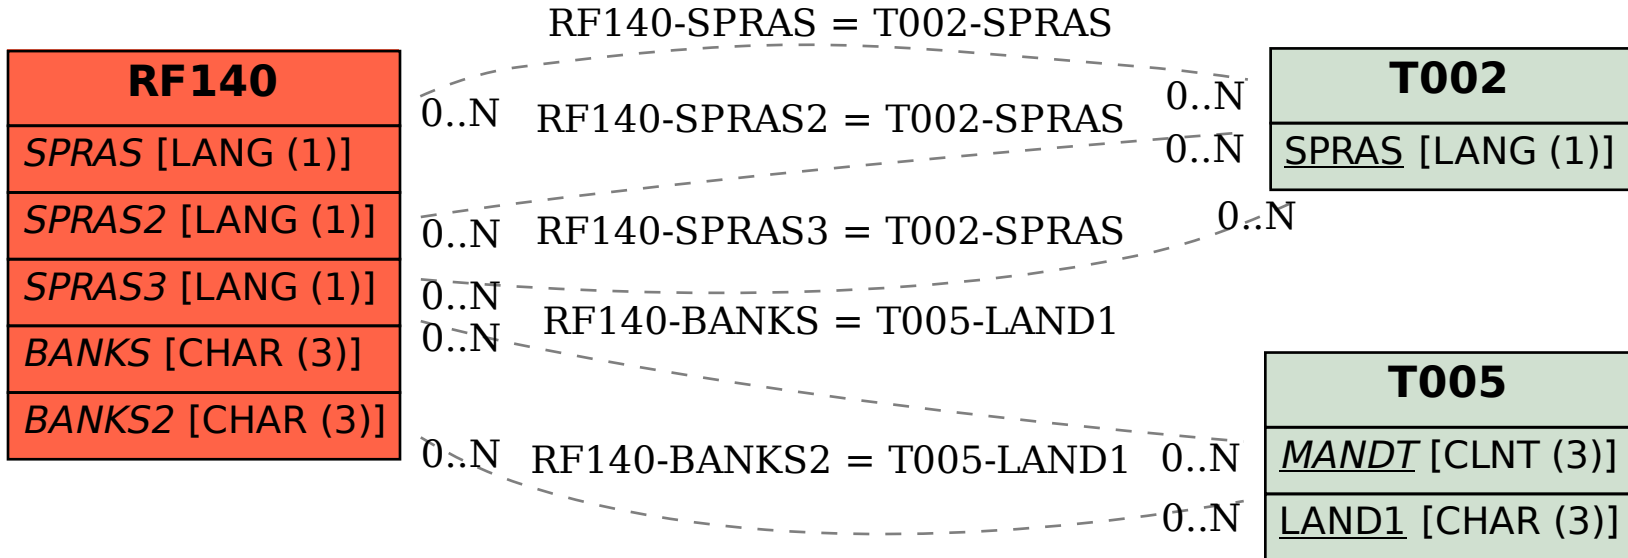 RF140-SPRAS = T002-SPRAS
RF140
SPRAS [LANG (1)]
SPRAS2 [LANG (1)]
SPRAS3 [LANG (1)]
BANKS [CHAR (3)]
BANKS2 [CHAR (3)]
0..N
0..N
RF140-SPRAS2 = T002-SPRAS
0..N
0..N
RF140-SPRAS3 = T002-SPRAS
0..N
0..N
RF140-BANKS = T005-LAND1
0..N
0..N
RF140-BANKS2 = T005-LAND1
0..N
0..N
T002
SPRAS [LANG (1)]
T005
MANDT [CLNT (3)]
LAND1 [CHAR (3)]